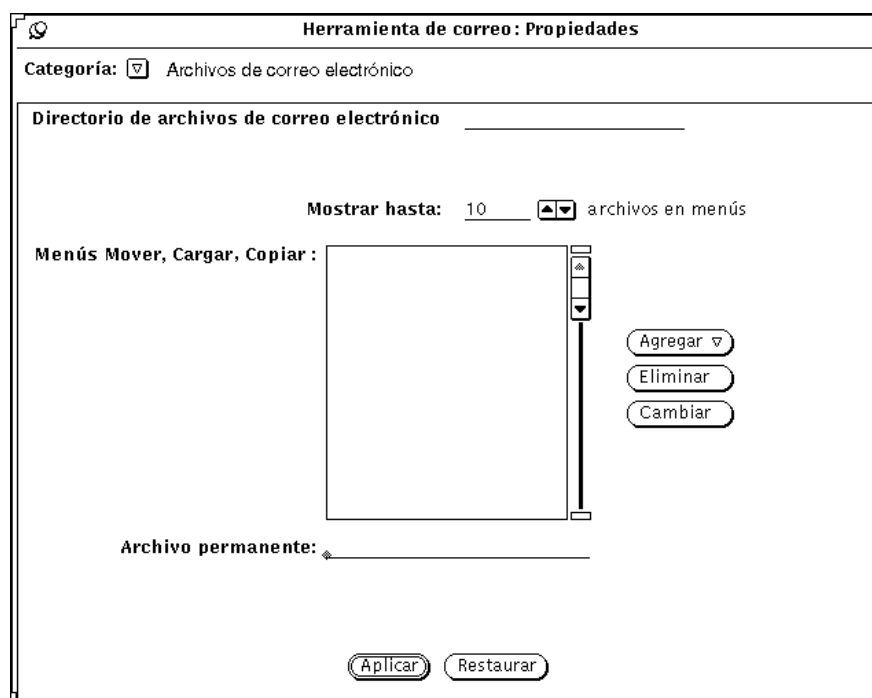 Herramienta de correo: Propiedades
Categoría: Archivos de correo electrónico
Directorio de archivos de correo electrónico
Mostrar hasta: 10 archivos en menús
Menús Mover, Cargar, Copiar :
Agregar
Eliminar
Cambiar
Archivo permanente:
Aplicar Restaurar